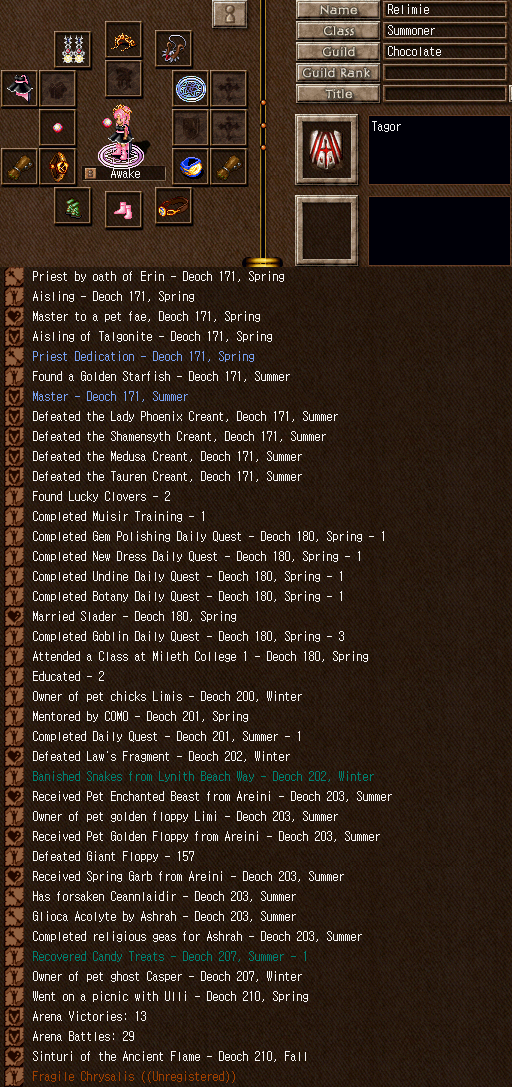 Name
Relimie
Class
Summoner
Guild
Chocolate
Guild Rank
Title
Tagor
Awake
Priest by oath of Erin - Deoch 171, Spring
Aisling - Deoch 171, Spring
Master to a pet fae, Deoch 171, Spring
Aisling of Talgonite - Deoch 171, Spring
Priest Dedication - Deoch 171, Spring
Found a Golden Starfish - Deoch 171, Summer
Master - Deoch 171, Summer
Defeated the Lady Phoenix Creant, Deoch 171, Summer
Defeated the Shamensyth Creant, Deoch 171, Summer
Defeated the Medusa Creant, Deoch 171, Summer
Defeated the Tauren Creant, Deoch 171, Summer
Found Lucky Clovers - 2
Completed Muisir Training - 1
Completed Gem Polishing Daily Quest - Deoch 180, Spring - 1
Completed New Dress Daily Quest - Deoch 180, Spring - 1
Completed Undine Daily Quest - Deoch 180, Spring - 1
Completed Botany Daily Quest - Deoch 180, Spring - 1
Married Slader - Deoch 180, Spring
Completed Goblin Daily Quest - Deoch 180, Spring - 3
Attended a Class at Mileth College 1 - Deoch 180, Spring
Educated - 2
Owner of pet chicks Limis - Deoch 200, Winter
Mentored by COMO - Deoch 201, Spring
Completed Daily Quest - Deoch 201, Summer - 1
Defeated Law's Fragment - Deoch 202, Winter
Banished Snakes from Lynith Beach Way - Deoch 202, Winter
Received Pet Enchanted Beast from Areini - Deoch 203, Summer
Owner of pet golden floppy Limi - Deoch 203, Summer
Received Pet Golden Floppy from Areini - Deoch 203, Summer
Defeated Giant Floppy - 157
Received Spring Garb from Areini - Deoch 203, Summer
Has forsaken Ceannlaidir - Deoch 203, Summer
Glioca Acolyte by Ashrah - Deoch 203, Summer
Completed religious geas for Ashrah - Deoch 203, Summer
Recovered Candy Treats - Deoch 207, Summer - 1
Owner of pet ghost Casper - Deoch 207, Winter
Went on a picnic with Ulli - Deoch 210, Spring
Arena Victories: 13
Arena Battles: 29
Sinturi of the Ancient Flame - Deoch 210, Fall
Fragile Chrysalis ((Unregistered))